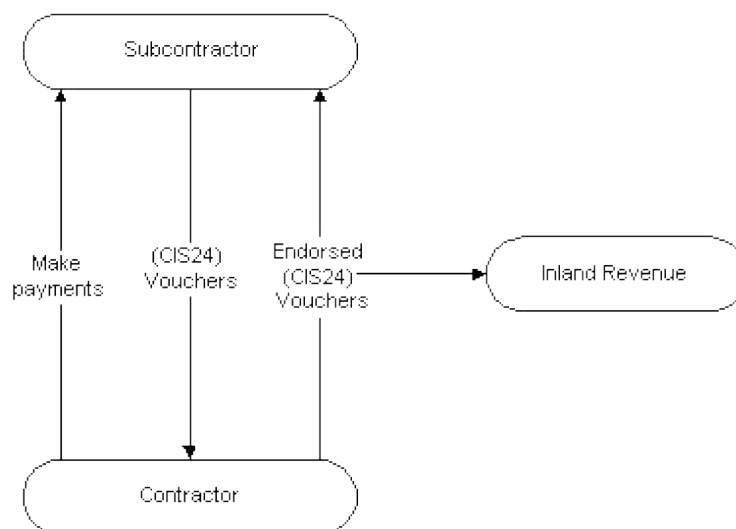 Subcontractor
Make
payments
(CIS24)
Vouchers
Endorsed
(CIS24)
Vouchers
Inland Revenue
Contractor